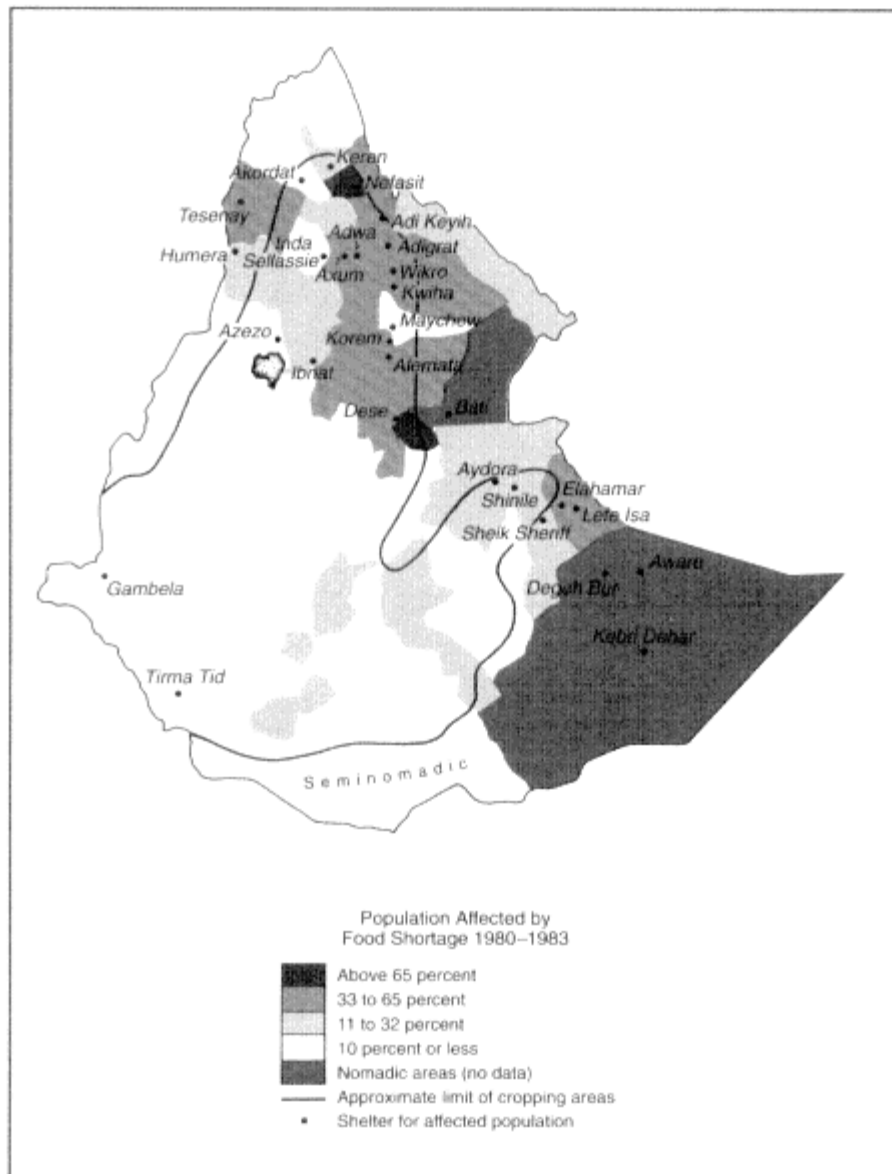 Keran
Akordat
Nefasit
Tesenay
Adi Keyih
Adwa
Inda
Adigrat
Humera
Sellassie
Axum
Wikro
Kwiha
Maychew
Azezo
Korem
Alemata
Ibnat
Dese
Bati
Aydora
Elahamar
Shinile
Lefe Isa
Sheik Sheriff
Aware
Gambela
Degeh Bur
Kebri Dehar
Tirma Tid
Seminomadic
Population Affected by
Food Shortage 1980–1983
Above 65 percent
33 to 65 percent
11 to 32 percent
10 percent or less
Nomadic areas (no data)
Approximate limit of cropping areas
Shelter for affected population